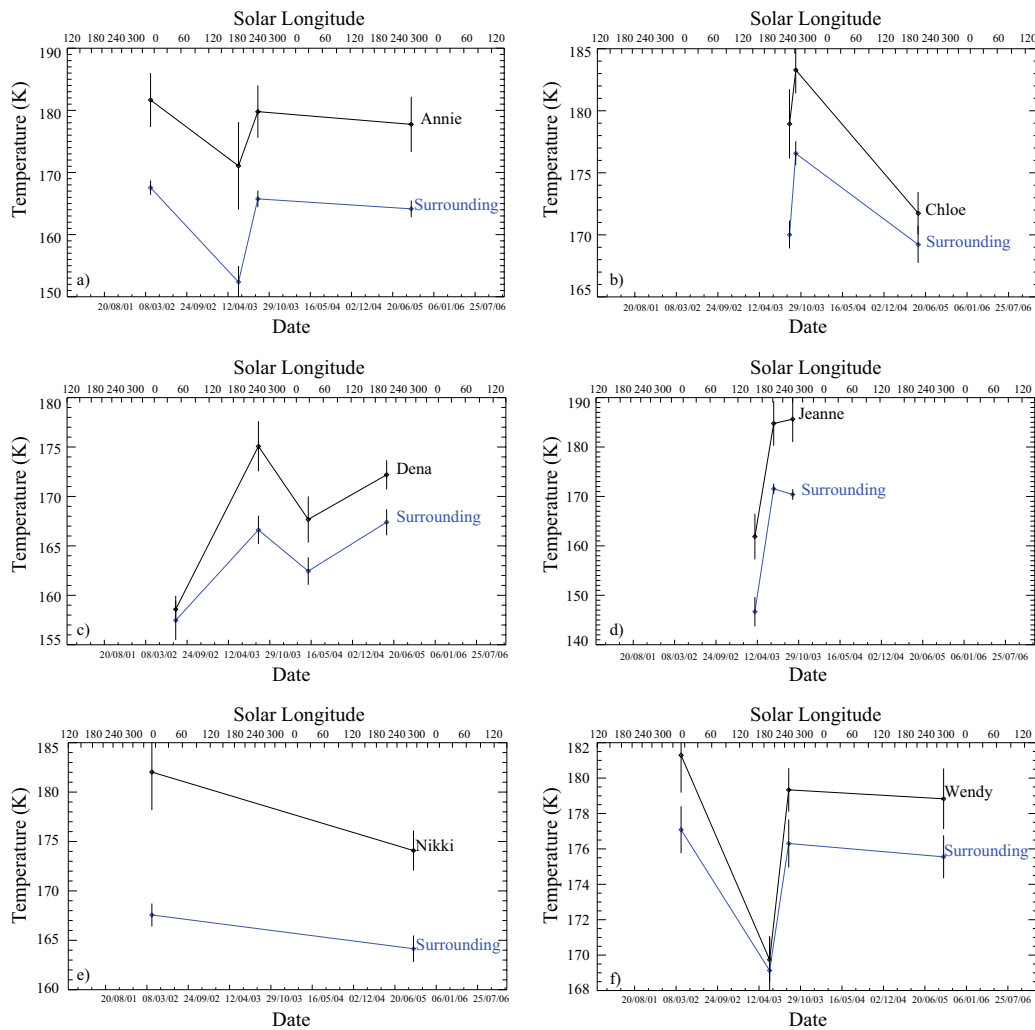 Solar Longitude
120 180 240 300 0 60 120 180 240 300 0 60 120 180 240 300 0 60 120
190
180
170
160
150
Temperature (K)
Annie
Surrounding
a)
20/08/01 08/03/02 24/09/02 12/04/03 29/10/03 16/05/04 02/12/04 20/06/05 06/01/06 25/07/06
Date
Solar Longitude
120 180 240 300 0 60 120 180 240 300 0 60 120 180 240 300 0 60 120
185
180
175
170
165
Temperature (K)
Chloe
Surrounding
b)
20/08/01 08/03/02 24/09/02 12/04/03 29/10/03 16/05/04 02/12/04 20/06/05 06/01/06 25/07/06
Date
Solar Longitude
120 180 240 300 0 60 120 180 240 300 0 60 120 180 240 300 0 60 120
180
175
170
165
160
155
Temperature (K)
Dena
Surrounding
c)
20/08/01 08/03/02 24/09/02 12/04/03 29/10/03 16/05/04 02/12/04 20/06/05 06/01/06 25/07/06
Date
Solar Longitude
120 180 240 300 0 60 120 180 240 300 0 60 120 180 240 300 0 60 120
190
180
170
160
150
140
Temperature (K)
Jeanne
Surrounding
d)
20/08/01 08/03/02 24/09/02 12/04/03 29/10/03 16/05/04 02/12/04 20/06/05 06/01/06 25/07/06
Date
Solar Longitude
120 180 240 300 0 60 120 180 240 300 0 60 120 180 240 300 0 60 120
185
180
175
170
165
160
Temperature (K)
Nikki
Surrounding
e)
20/08/01 08/03/02 24/09/02 12/04/03 29/10/03 16/05/04 02/12/04 20/06/05 06/01/06 25/07/06
Date
Solar Longitude
120 180 240 300 0 60 120 180 240 300 0 60 120 180 240 300 0 60 120
182
180
178
176
174
172
170
168
Temperature (K)
Wendy
Surrounding
f)
20/08/01 08/03/02 24/09/02 12/04/03 29/10/03 16/05/04 02/12/04 20/06/05 06/01/06 25/07/06
Date